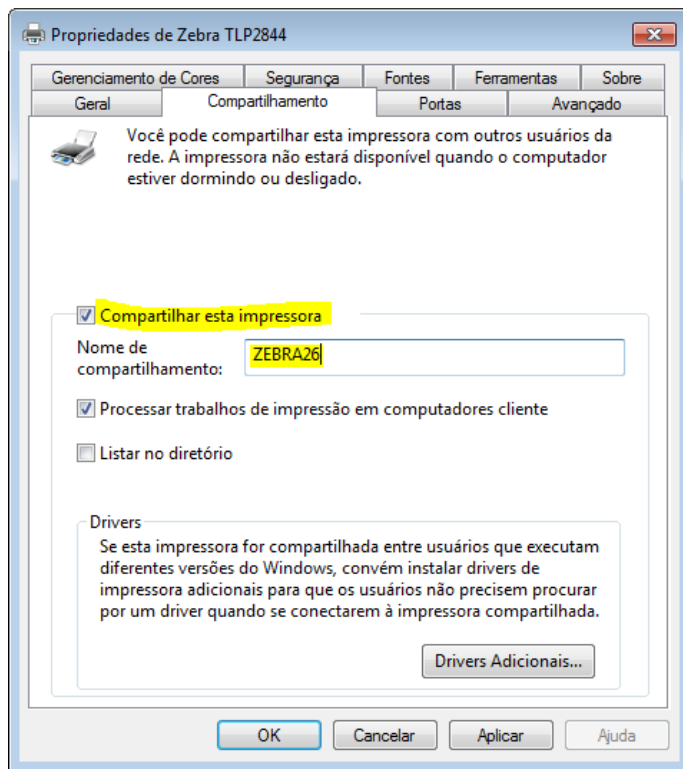 Propriedades de Zebra TLP2844
Gerenciamento de Cores Segurança Fontes Ferramentas Sobre
Geral Compartilhamento Portas Avançado
Você pode compartilhar esta impressora com outros usuários da
rede. A impressora não estará disponível quando o computador
estiver dormindo ou desligado.
Compartilhar esta impressora
Nome de
compartilhamento:
ZEBRA26
Processar trabalhos de impressão em computadores cliente
Listar no diretório
Drivers
Se esta impressora for compartilhada entre usuários que executam
diferentes versões do Windows, convém instalar drivers de
impressora adicionais para que os usuários não precisem procurar
por um driver quando se conectarem à impressora compartilhada.
Drivers Adicionais...
OK Cancelar Aplicar Ajuda